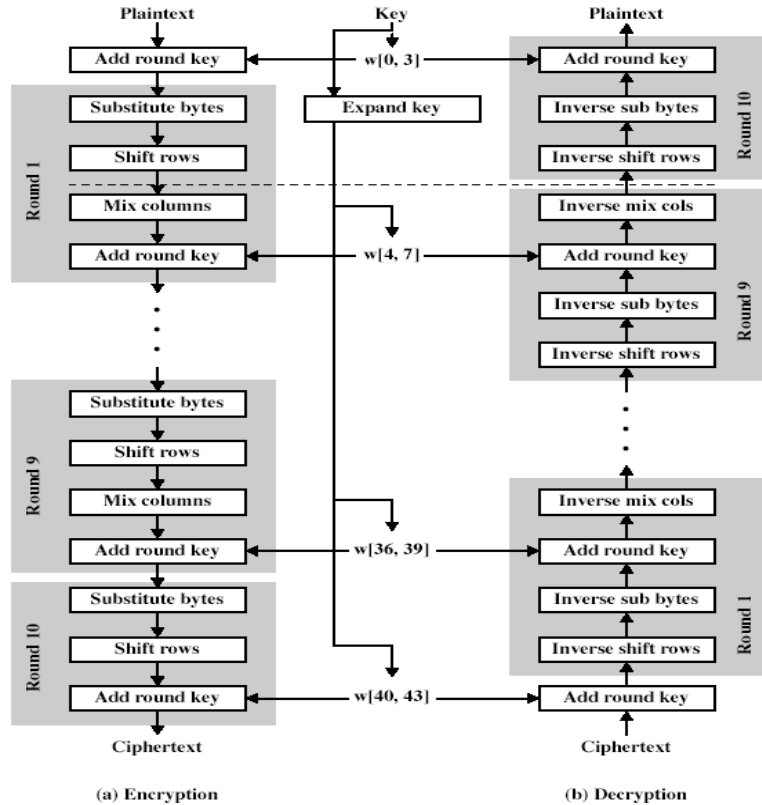 Plaintext
Add round key
Round 1
Substitute bytes
Shift rows
Mix columns
Add round key
Round 9
Substitute bytes
Shift rows
Mix columns
Add round key
Round 10
Substitute bytes
Shift rows
Add round key
Ciphertext
(a) Encryption
Key
w[0, 3]
Expand key
w[4, 7]
w[36, 39]
w[40, 43]
Plaintext
Add round key
Inverse sub bytes
Inverse shift rows
Round 10
Inverse mix cols
Add round key
Inverse sub bytes
Inverse shift rows
Round 9
Inverse mix cols
Add round key
Inverse sub bytes
Inverse shift rows
Round 1
Add round key
Ciphertext
(b) Decryption